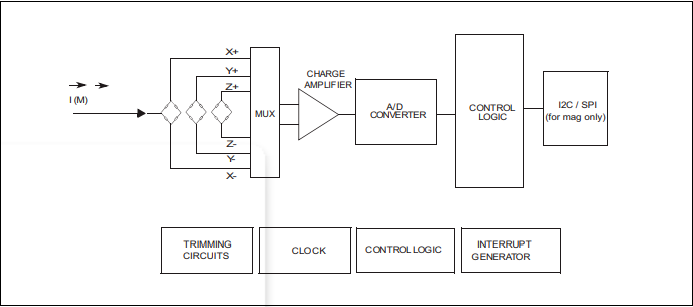 X+
Y+
Z+
I (M)
MUX
CHARGE
AMPLIFIER
A/D
CONVERTER
CONTROL
LOGIC
I2C / SPI
(for mag only)
Z-
Y-
X-
TRIMMING
CIRCUITS
CLOCK
CONTROL LOGIC
INTERRUPT
GENERATOR